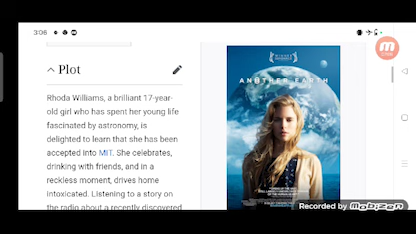 3:06
Plot
Rhoda Williams, a brilliant 17-year-
old girl who has spent her young life
fascinated by astronomy, is
delighted to learn that she has been
accepted into MIT. She celebrates,
drinking with friends, and in a
reckless moment, drives home
intoxicated. Listening to a story on
the radio about a recently discovered
WINNER
ANOTHER EARTH
Recorded by Mobizen